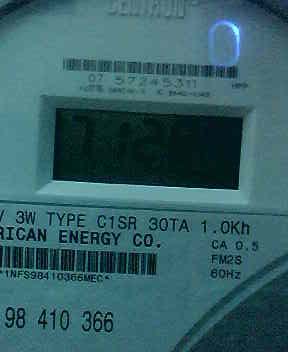 07 57245311
V 3W TYPE C1SR 30TA 1.0Kh
RICAN ENERGY CO.
CA 0.5
FM2S
60Hz
*1NFS98410366MEC*
98 410 366